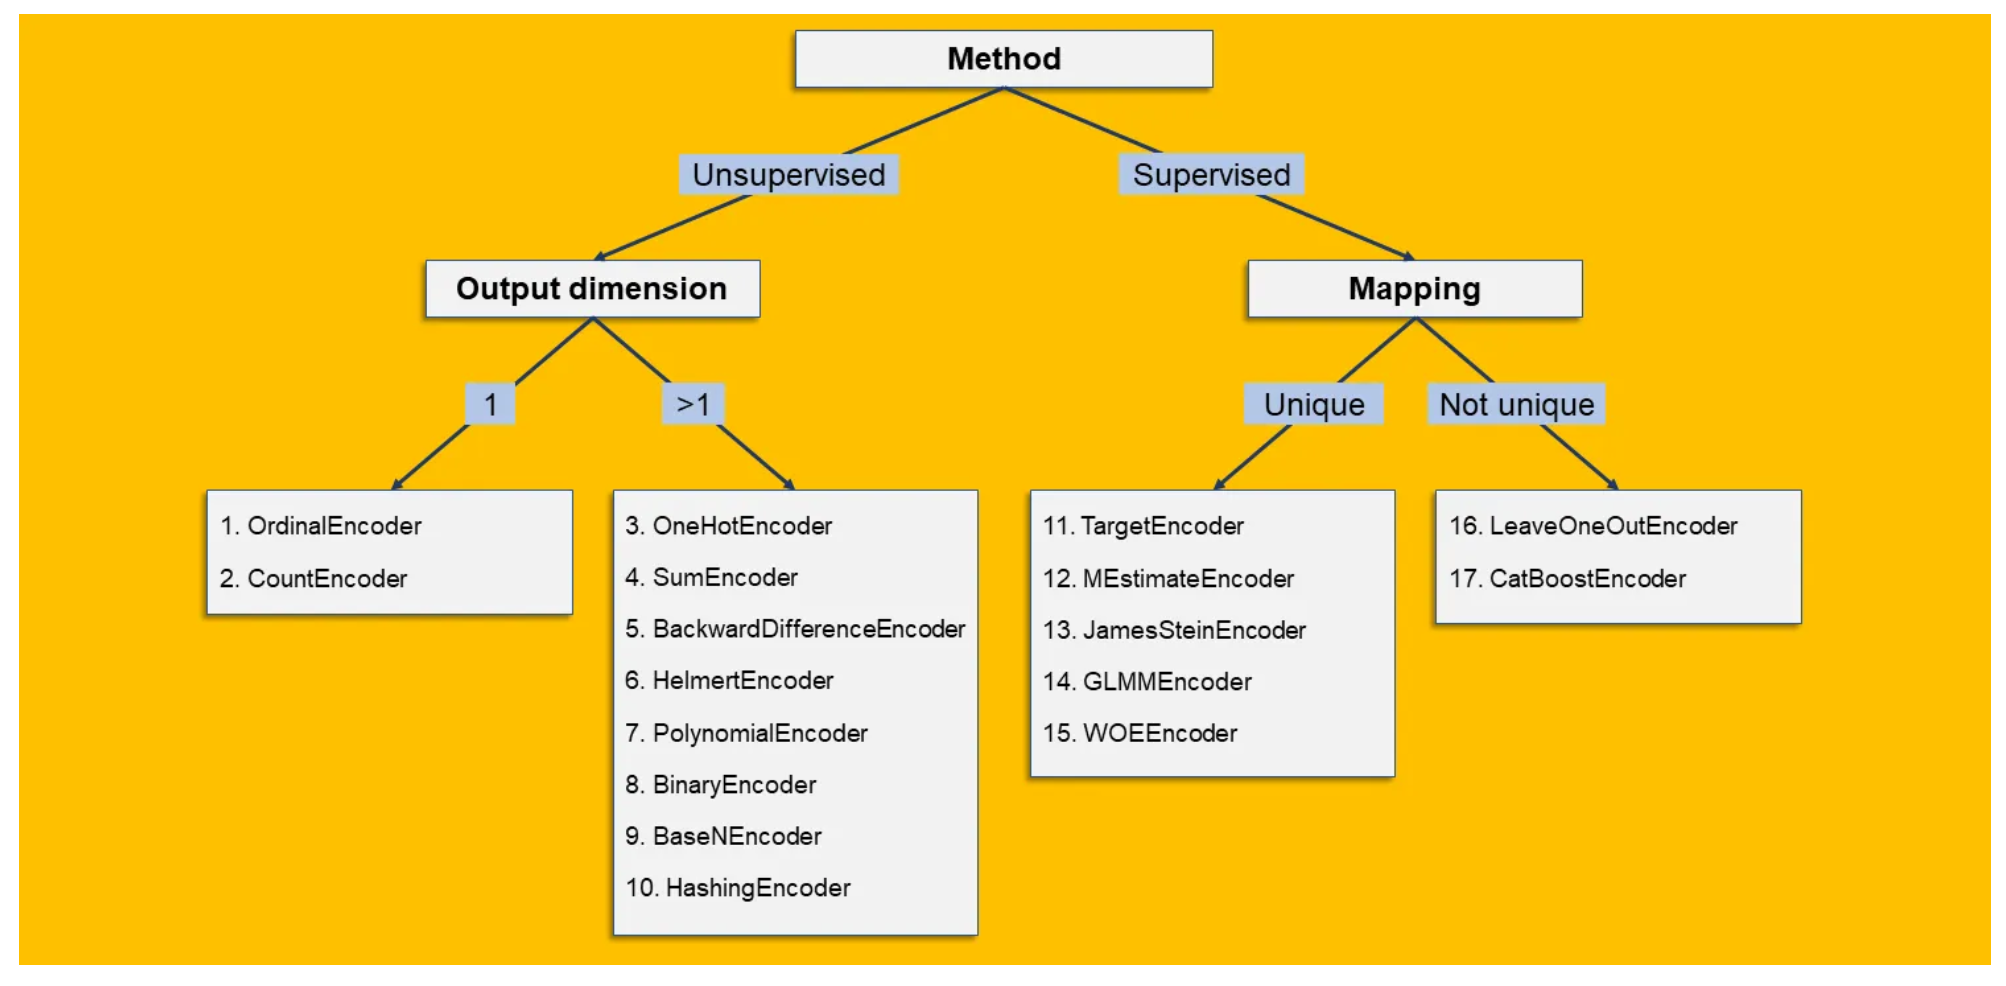 Method
Unsupervised
Supervised
Output dimension
Mapping
1
>1
Unique
Not unique
1. OrdinalEncoder
2. CountEncoder
3. OneHotEncoder
4. SumEncoder
5. BackwardDifferenceEncoder
6. HelmertEncoder
7. PolynomialEncoder
8. BinaryEncoder
9. BaseNEncoder
10. HashingEncoder
11. TargetEncoder
12. MEstimateEncoder
13. JamesSteinEncoder
14. GLMMEncoder
15. WOEEncoder
16. LeaveOneOutEncoder
17. CatBoostEncoder